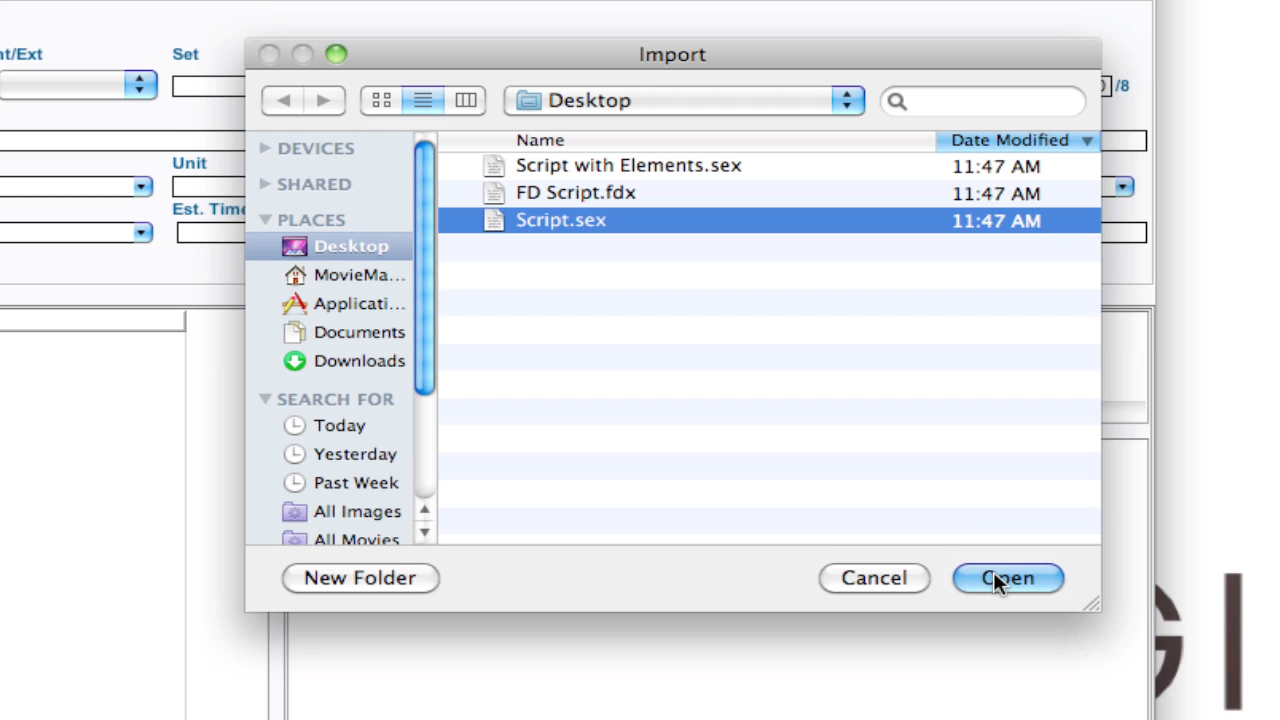 Import
nt/Ext
Set
/8
Desktop
Name
Date Modified
DEVICES
Script with Elements.sex
11:47 AM
Unit
SHARED
FD Script.fdx
11:47 AM
Est. Time
PLACES
Script.sex
11:47 AM
Desktop
MovieMa...
Applicati...
Documents
Downloads
SEARCH FOR
Today
Yesterday
Past Week
All Images
All Movies
New Folder
Cancel
Open
GI